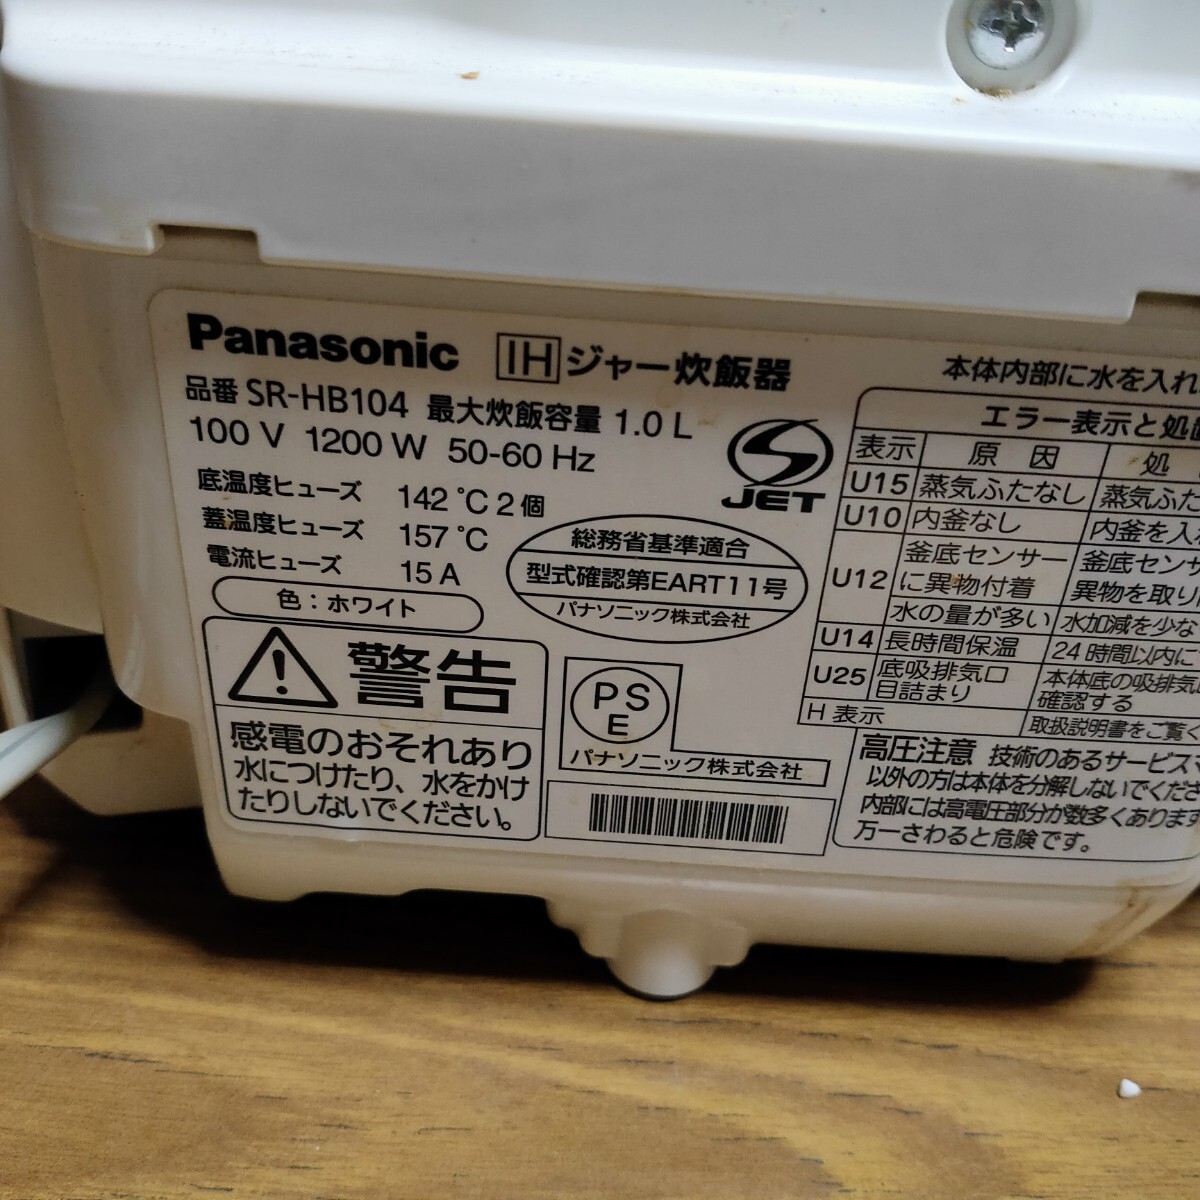 Panasonic IHジャー炊飯器
品番 SR-HB104 最大炊飯容量 1.0 L
100 V 1200 W 50-60 Hz
底温度ヒューズ 142 ℃ 2個
蓋温度ヒューズ 157 ℃
電流ヒューズ 15 A
色：ホワイト
JET
総務省基準適合
型式確認第EART11号
パナソニック株式会社
警告
感電のおそれあり
水につけたり、水をかけ
たりしないでください。
PS
E
パナソニック株式会社
本体内部に水を入れ
エラー表示と処置
表示 原因 処
U15 蒸気ふたなし 蒸気ふた
U10 内釜なし 内釜を入れ
U12 釜底センサー 釜底センサ
に異物付着 異物を取り
水の量が多い 水加減を少な
U14 長時間保温 24時間以内に
U25 底吸排気口 本体底の吸排気
目詰まり 確認する
H 表示 取扱説明書をご覧く
高圧注意 技術のあるサービスマ
以外の方は本体を分解しないでくださ
内部には高電圧部分が数多くあります
万一さわると危険です。